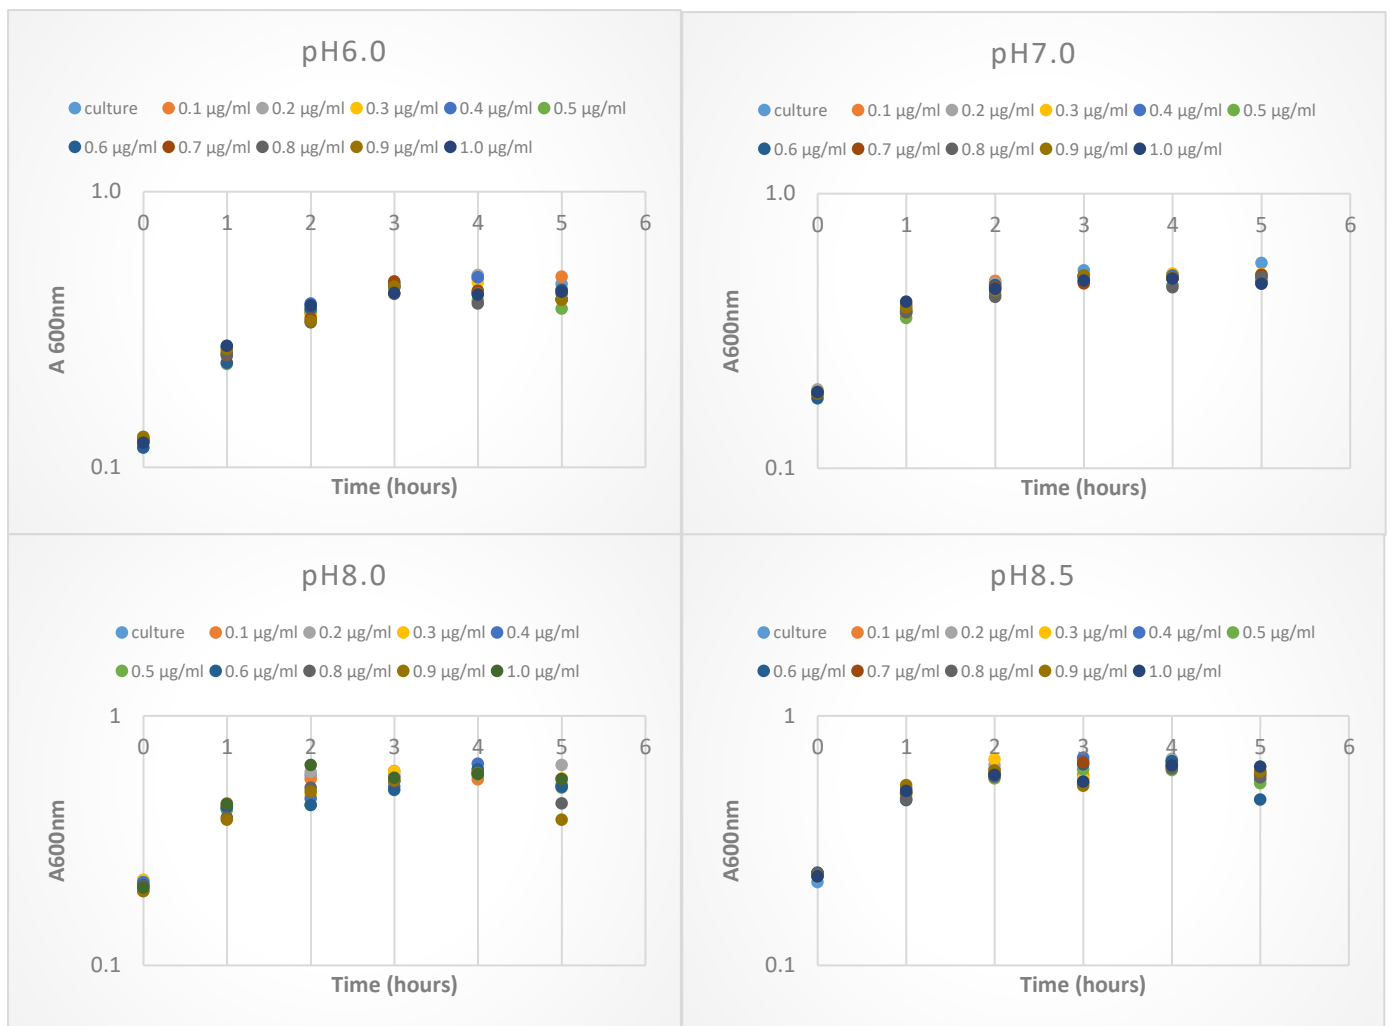 pH6.0
culture 0.1 µg/ml 0.2 µg/ml 0.3 µg/ml 0.4 µg/ml 0.5 µg/ml
0.6 µg/ml 0.7 µg/ml 0.8 µg/ml 0.9 µg/ml 1.0 µg/ml
1.0
0 1 2 3 4 5 6
A 600nm
0.1
Time (hours)
pH7.0
culture 0.1 µg/ml 0.2 µg/ml 0.3 µg/ml 0.4 µg/ml 0.5 µg/ml
0.6 µg/ml 0.7 µg/ml 0.8 µg/ml 0.9 µg/ml 1.0 µg/ml
1.0
0 1 2 3 4 5 6
A600nm
0.1
Time (hours)
pH8.0
culture 0.1 µg/ml 0.2 µg/ml 0.3 µg/ml 0.4 µg/ml
0.5 µg/ml 0.6 µg/ml 0.8 µg/ml 0.9 µg/ml 1.0 µg/ml
1
0 1 2 3 4 5 6
A600nm
0.1
Time (hours)
pH8.5
culture 0.1 µg/ml 0.2 µg/ml 0.3 µg/ml 0.4 µg/ml 0.5 µg/ml
0.6 µg/ml 0.7 µg/ml 0.8 µg/ml 0.9 µg/ml 1.0 µg/ml
1
0 1 2 3 4 5 6
A600nm
0.1
Time (hours)